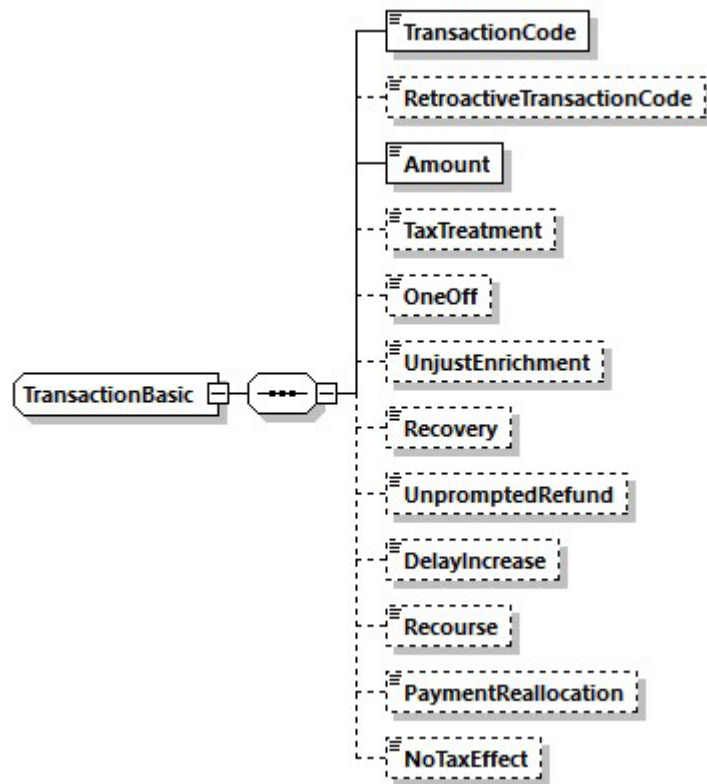 TransactionCode
RetroactiveTransactionCode
Amount
TaxTreatment
OneOff
UnjustEnrichment
TransactionBasic
Recovery
UnpromptedRefund
DelayIncrease
Recourse
PaymentReallocation
NoTaxEffect